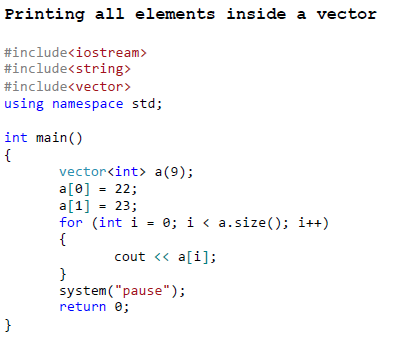 Printing all elements inside a vector
#include<iostream>
#include<string>
#include<vector>
using namespace std;
int main()
{
vector<int> a(9);
a[0] = 22;
a[1] = 23;
for (int i = 0; i < a.size(); i++)
{
cout << a[i];
}
system("pause");
return 0;
}